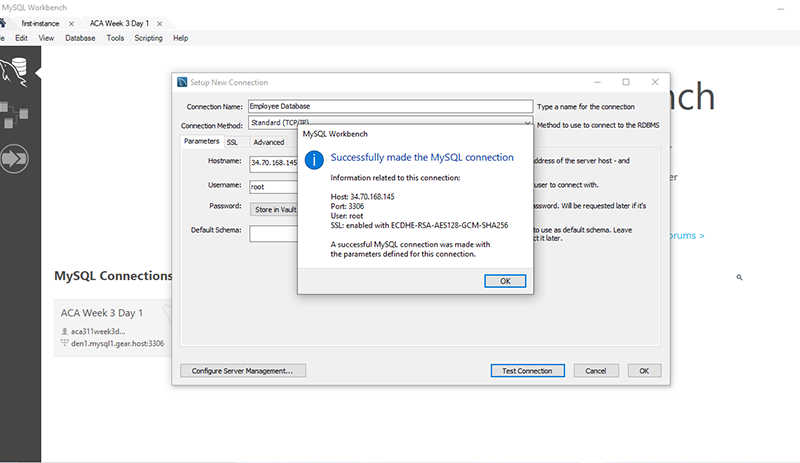 MySQL Workbench
first-instance
ACA Week 3 Day 1
Edit View Database Tools Scripting Help
Setup New Connection
Connection Name: Employee Database Type a name for the connection
Connection Method: Standard (TCP/IP) Method to use to connect to the RDBMS
Parameters SSL Advanced
Hostname: 34.70.168.145 address of the server host - and
Username: root user to connect with.
Password: Store in Vault assword. Will be requested later if it's
Default Schema: to use as default schema. Leave
ct it later.
MySQL Workbench
Successfully made the MySQL connection
Information related to this connection:
Host: 34.70.168.145
Port: 3306
User: root
SSL: enabled with ECDHE-RSA-AES128-GCM-SHA256
A successful MySQL connection was made with
the parameters defined for this connection.
OK
Configure Server Management... Test Connection Cancel OK
nch
orums >
MySQL Connections
ACA Week 3 Day 1
aca311week3d...
den1.mysql1.gear.host:3306